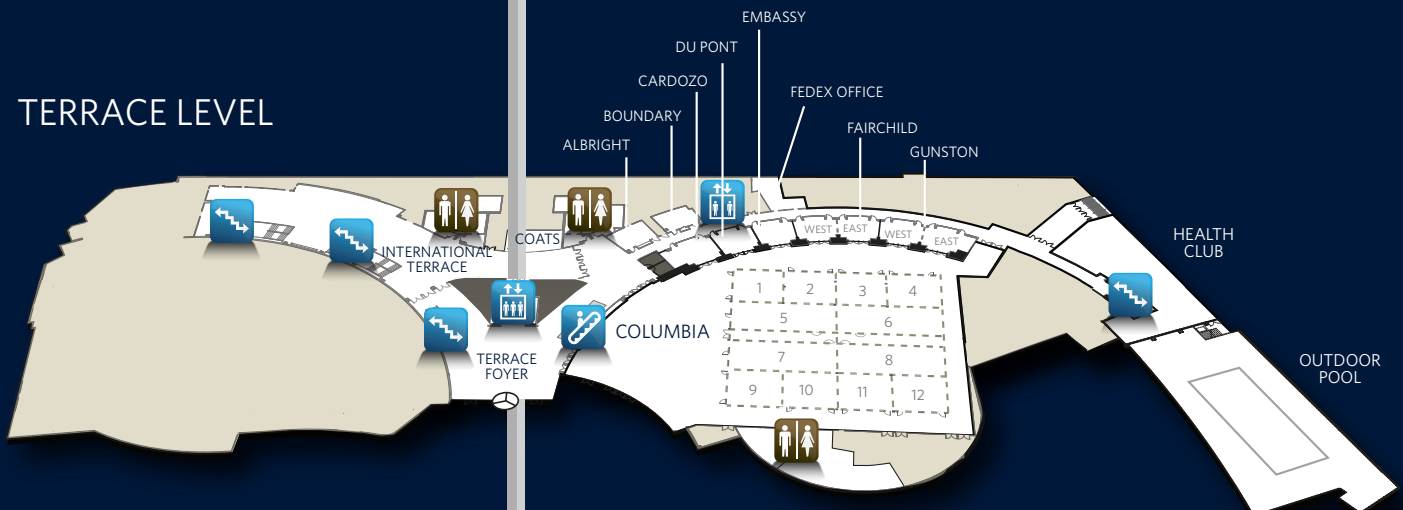 EMBASSY
DU PONT
CARDOZO
FEDEX OFFICE
TERRACE LEVEL
BOUNDARY
FAIRCHILD
ALBRIGHT
GUNSTON
WEST EAST
WEST EAST
COATS
INTERNATIONAL
TERRACE
HEALTH
CLUB
1 2 3 4
5 6
COLUMBIA
7 8
TERRACE
FOYER
OUTDOOR
POOL
9 10 11 12